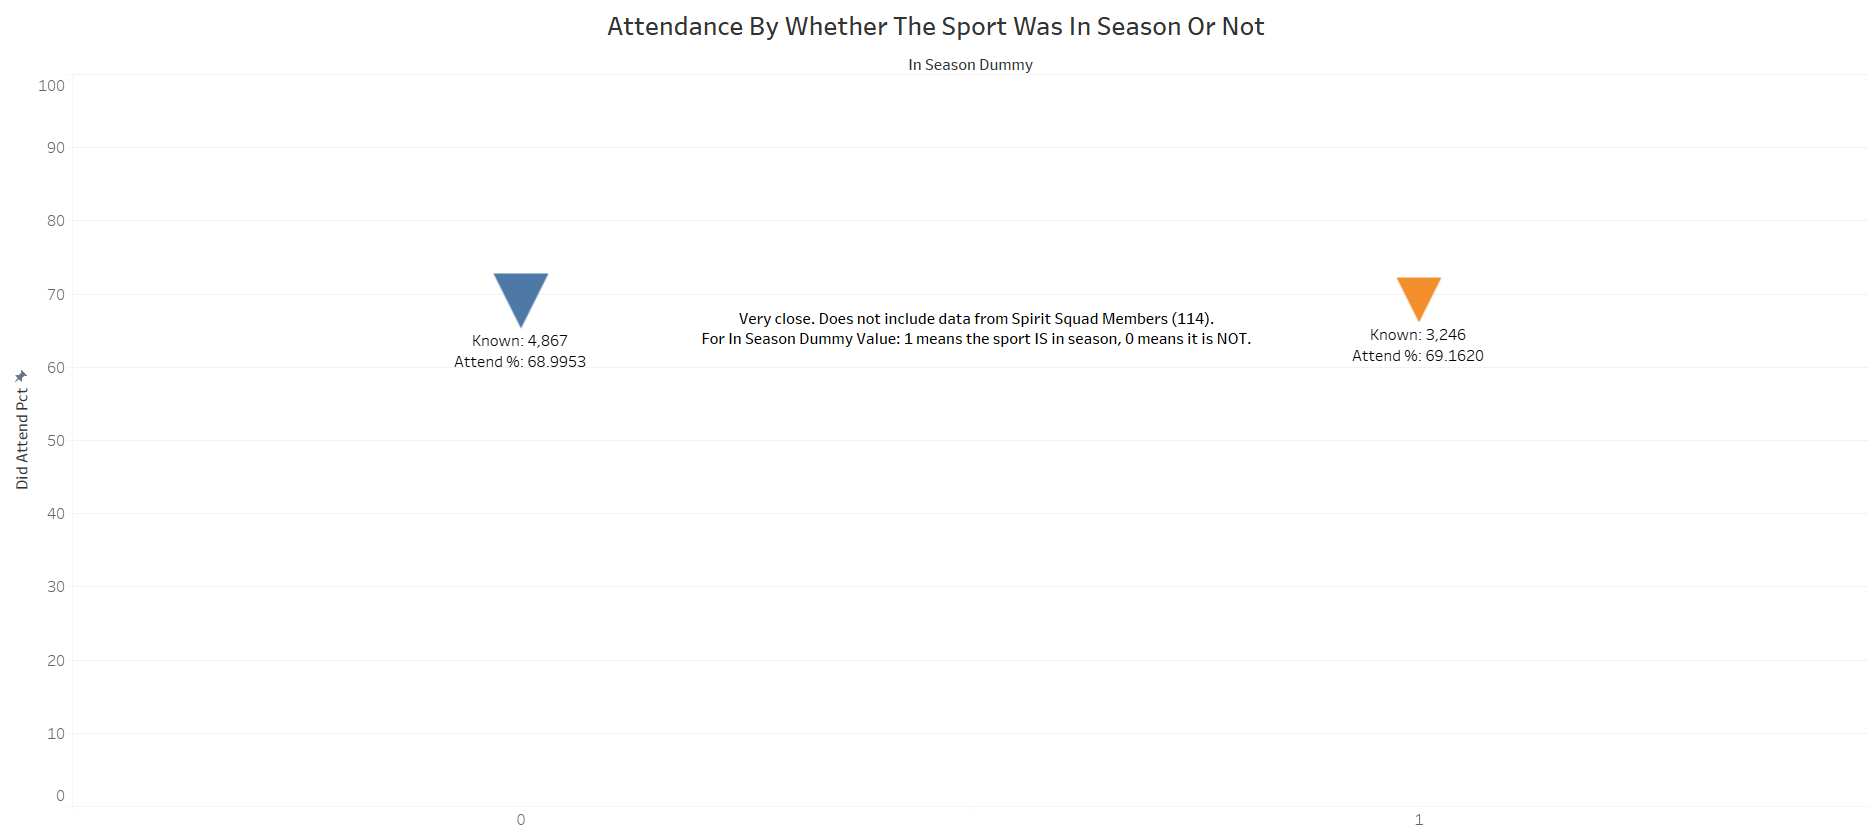 Attendance By Whether The Sport Was In Season Or Not
In Season Dummy
100
90
80
70
60
50
40
30
20
10
0
Did Attend Pct
Known: 4,867
Attend %: 68.9953
Very close. Does not include data from Spirit Squad Members (114).
For In Season Dummy Value: 1 means the sport IS in season, 0 means it is NOT.
Known: 3,246
Attend %: 69.1620
0
1